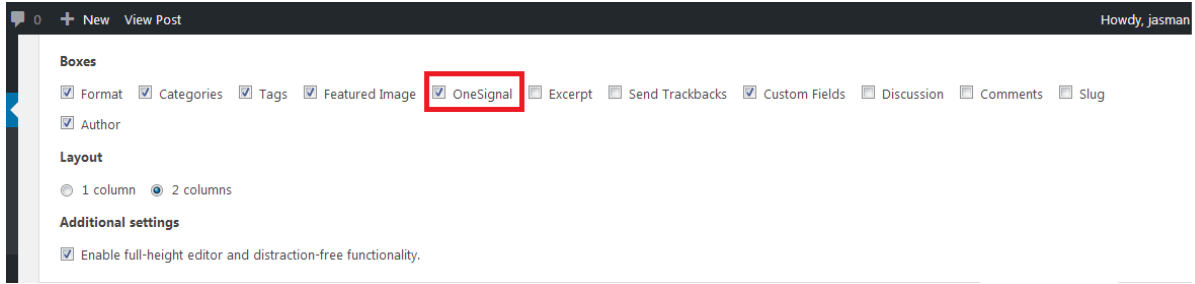 0 New View Post Howdy, jasman
Boxes
Format Categories Tags Featured Image OneSignal Excerpt Send Trackbacks Custom Fields Discussion Comments Slug
Author
Layout
1 column 2 columns
Additional settings
Enable full-height editor and distraction-free functionality.